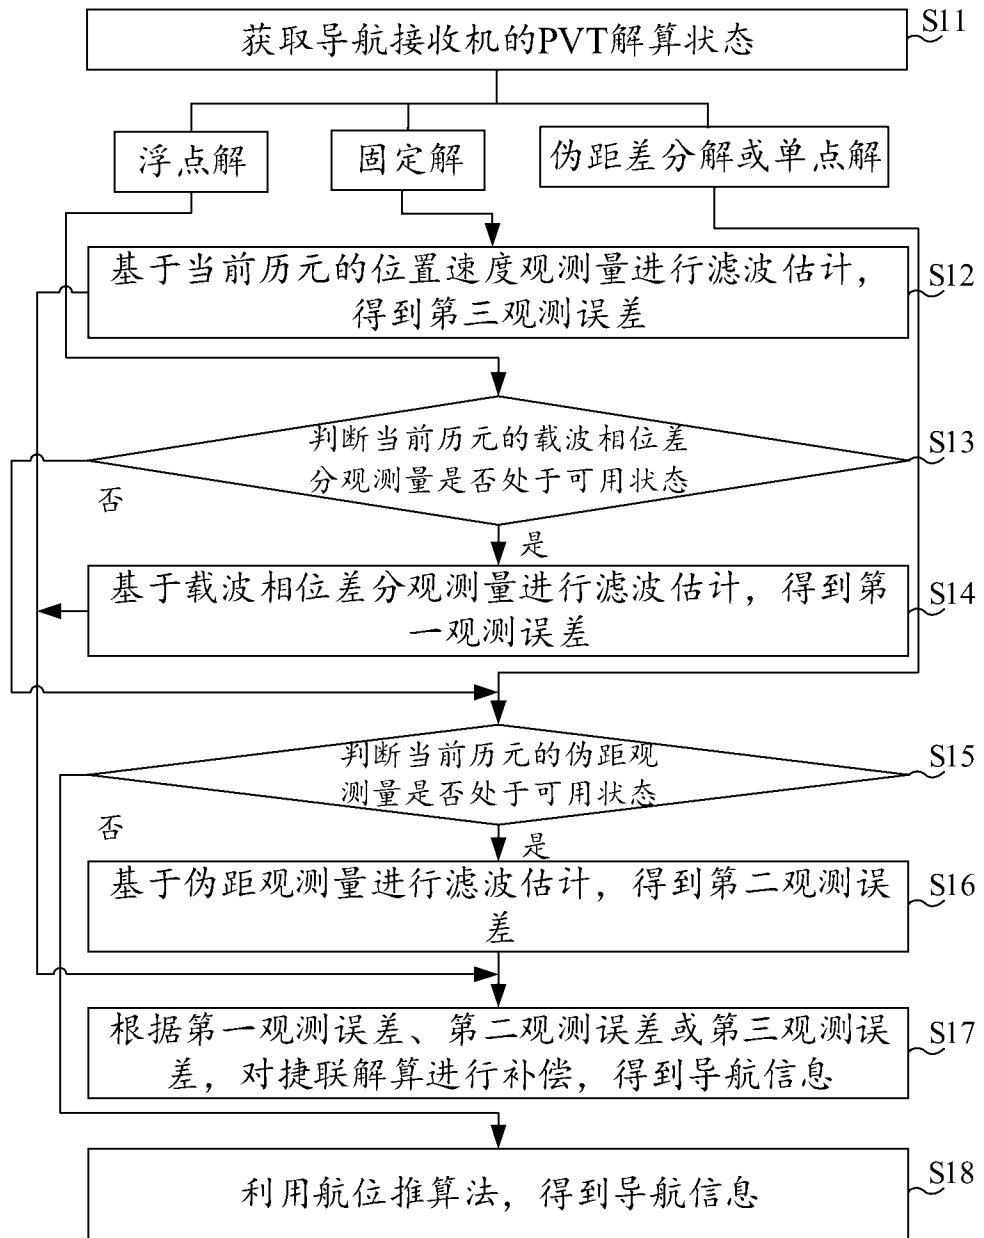 获取导航接收机的PVT解算状态
S11
浮点解
固定解
伪距差分解或单点解
基于当前历元的位置速度观测量进行滤波估计，
得到第三观测误差
S12
判断当前历元的载波相位差
分观测量是否处于可用状态
S13
否
是
基于载波相位差分观测量进行滤波估计，得到第
一观测误差
S14
判断当前历元的伪距观
测量是否处于可用状态
S15
否
是
基于伪距观测量进行滤波估计，得到第二观测误
差
S16
根据第一观测误差、第二观测误差或第三观测误
差，对捷联解算进行补偿，得到导航信息
S17
利用航位推算法，得到导航信息
S18